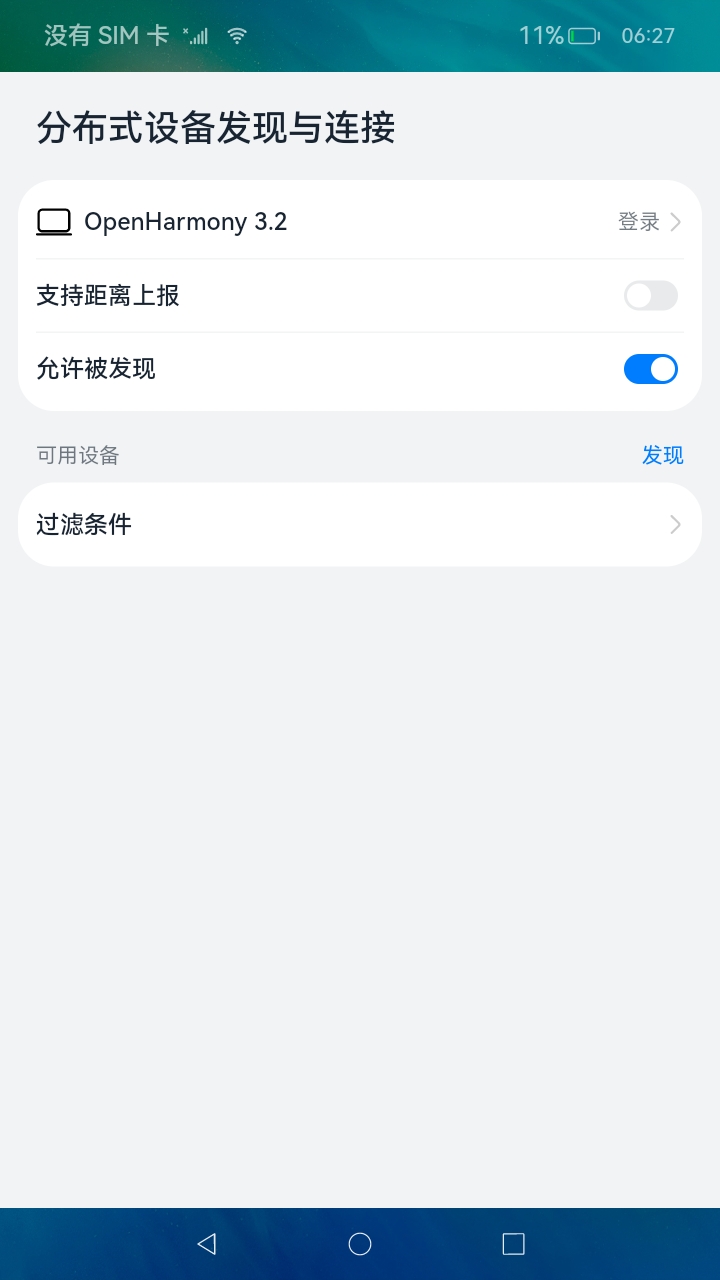 没有 SIM 卡 11% 06:27
分布式设备发现与连接
OpenHarmony 3.2 登录
支持距离上报
允许被发现
可用设备 发现
过滤条件